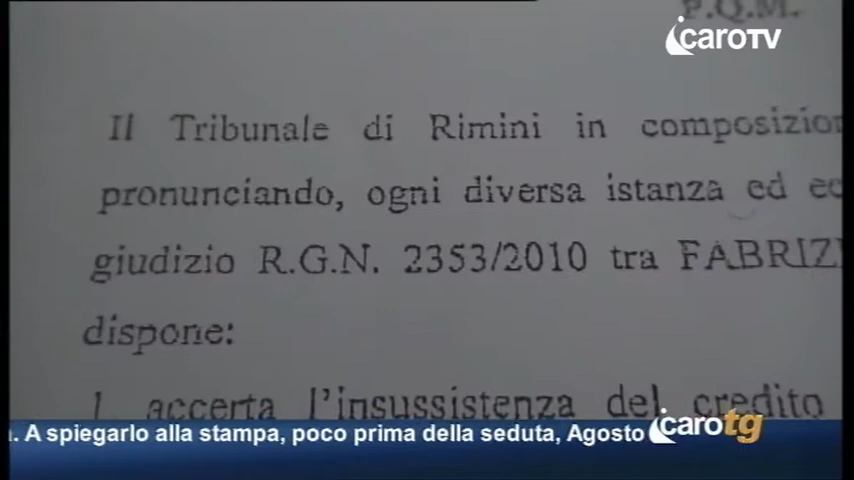 P.Q.M.
icaroTV
Il Tribunale di Rimini in composizion
pronunciando, ogni diversa istanza ed ec
giudizio R.G.N. 2353/2010 tra FABRIZI
dispone:
1. accerta l'insussistenza del credito
. A spiegarlo alla stampa, poco prima della seduta, Agosto
icarotg